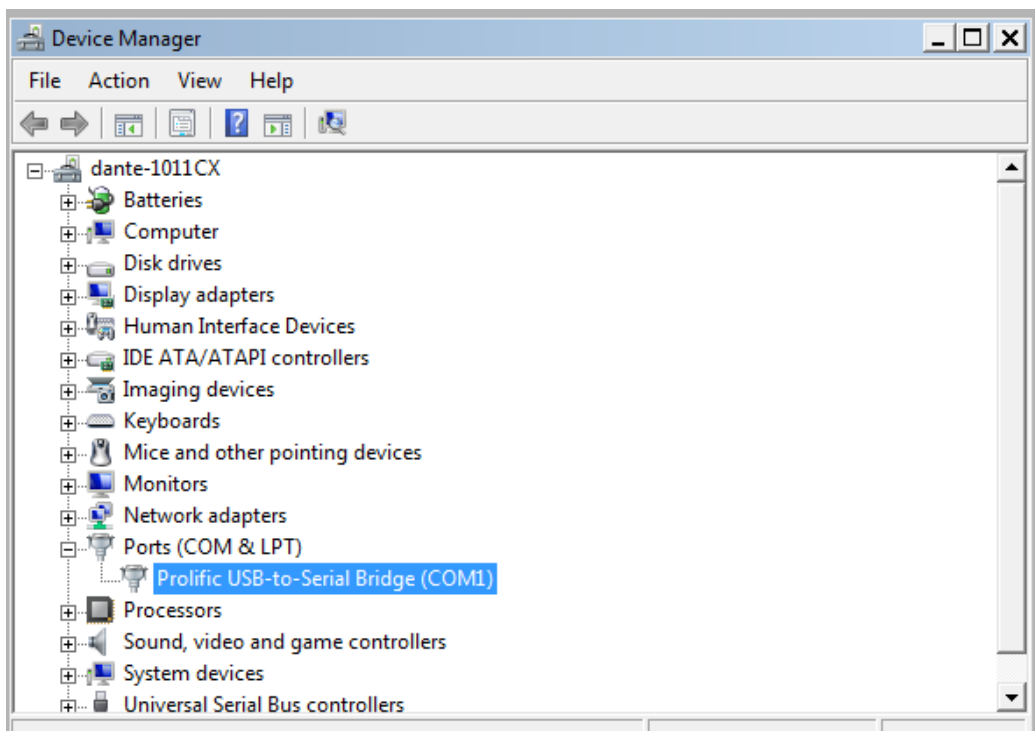 Device Manager
File Action View Help
dante-1011CX
Batteries
Computer
Disk drives
Display adapters
Human Interface Devices
IDE ATA/ATAPI controllers
Imaging devices
Keyboards
Mice and other pointing devices
Monitors
Network adapters
Ports (COM & LPT)
Prolific USB-to-Serial Bridge (COM1)
Processors
Sound, video and game controllers
System devices
Universal Serial Bus controllers